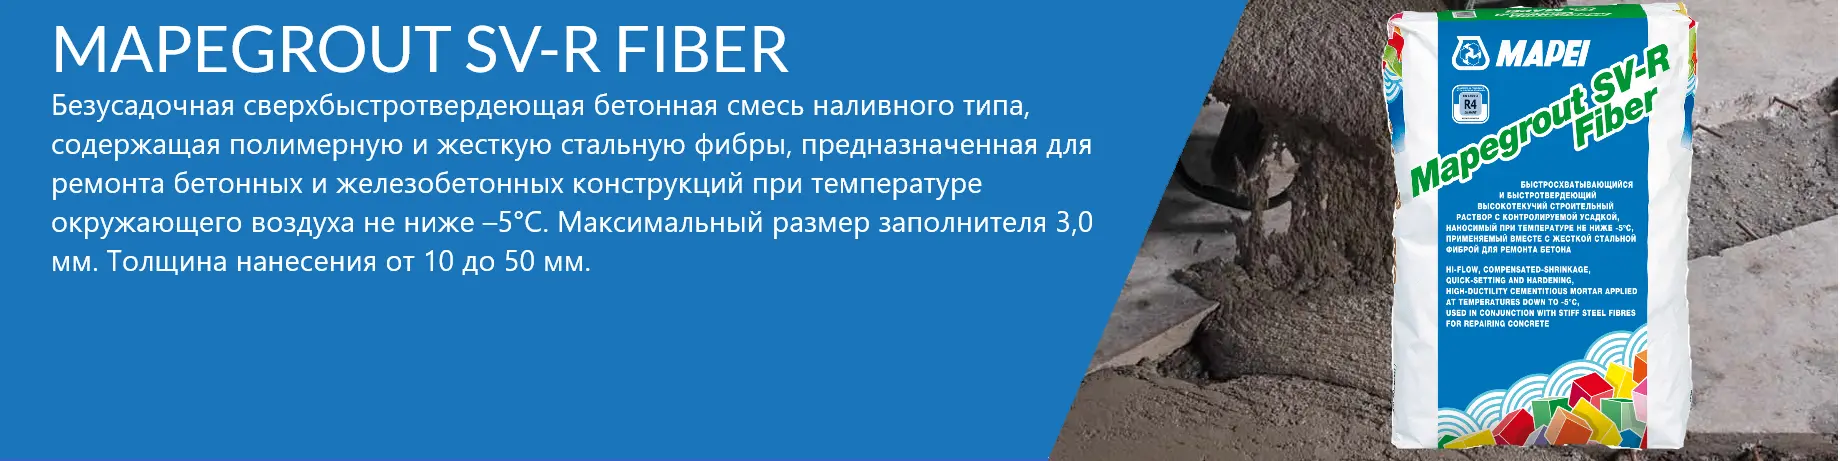 MAPEGROUT SV-R FIBER
Безусадочная сверхбыстротвердеющая бетонная смесь наливного типа,
содержащая полимерную и жесткую стальную фибры, предназначенная для
ремонта бетонных и железобетонных конструкций при температуре
окружающего воздуха не ниже –5°C. Максимальный размер заполнителя 3,0
мм. Толщина нанесения от 10 до 50 мм.
MAPEI
R4
Mapegrout SV-R
Fiber
БЫСТРОСХВАТЫВАЮЩИЙСЯ
И БЫСТРОТВЕРДЕЮЩИЙ
ВЫСОКОТЕКУЧИЙ СТРОИТЕЛЬНЫЙ
РАСТВОР С КОНТРОЛИРУЕМОЙ УСАДКОЙ,
НАНОСИМЫЙ ПРИ ТЕМПЕРАТУРЕ НЕ НИЖЕ -5°C,
ПРИМЕНЯЕМЫЙ ВМЕСТЕ С ЖЕСТКОЙ СТАЛЬНОЙ
ФИБРОЙ ДЛЯ РЕМОНТА БЕТОНА
HI-FLOW, COMPENSATED-SHRINKAGE,
QUICK-SETTING AND HARDENING,
HIGH-DUCTILITY CEMENTITIOUS MORTAR APPLIED
AT TEMPERATURES DOWN TO -5°C,
USED IN CONJUNCTION WITH STIFF STEEL FIBRES
FOR REPAIRING CONCRETE